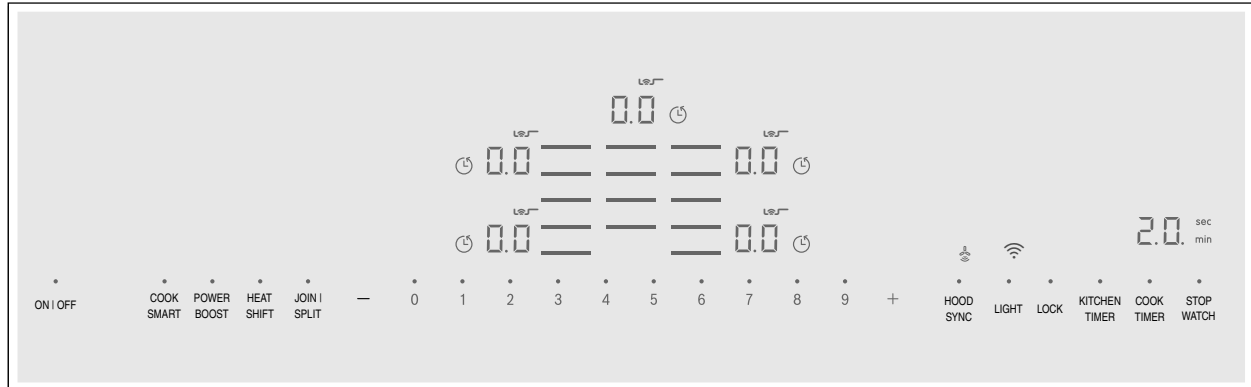 0.0
0.0 0.0
0.0 0.0
2.0. sec
min
ON | OFF
COOK
SMART
POWER
BOOST
HEAT
SHIFT
JOIN |
SPLIT
— 0 1 2 3 4 5 6 7 8 9 +
HOOD
SYNC
LIGHT
LOCK
KITCHEN
TIMER
COOK
TIMER
STOP
WATCH